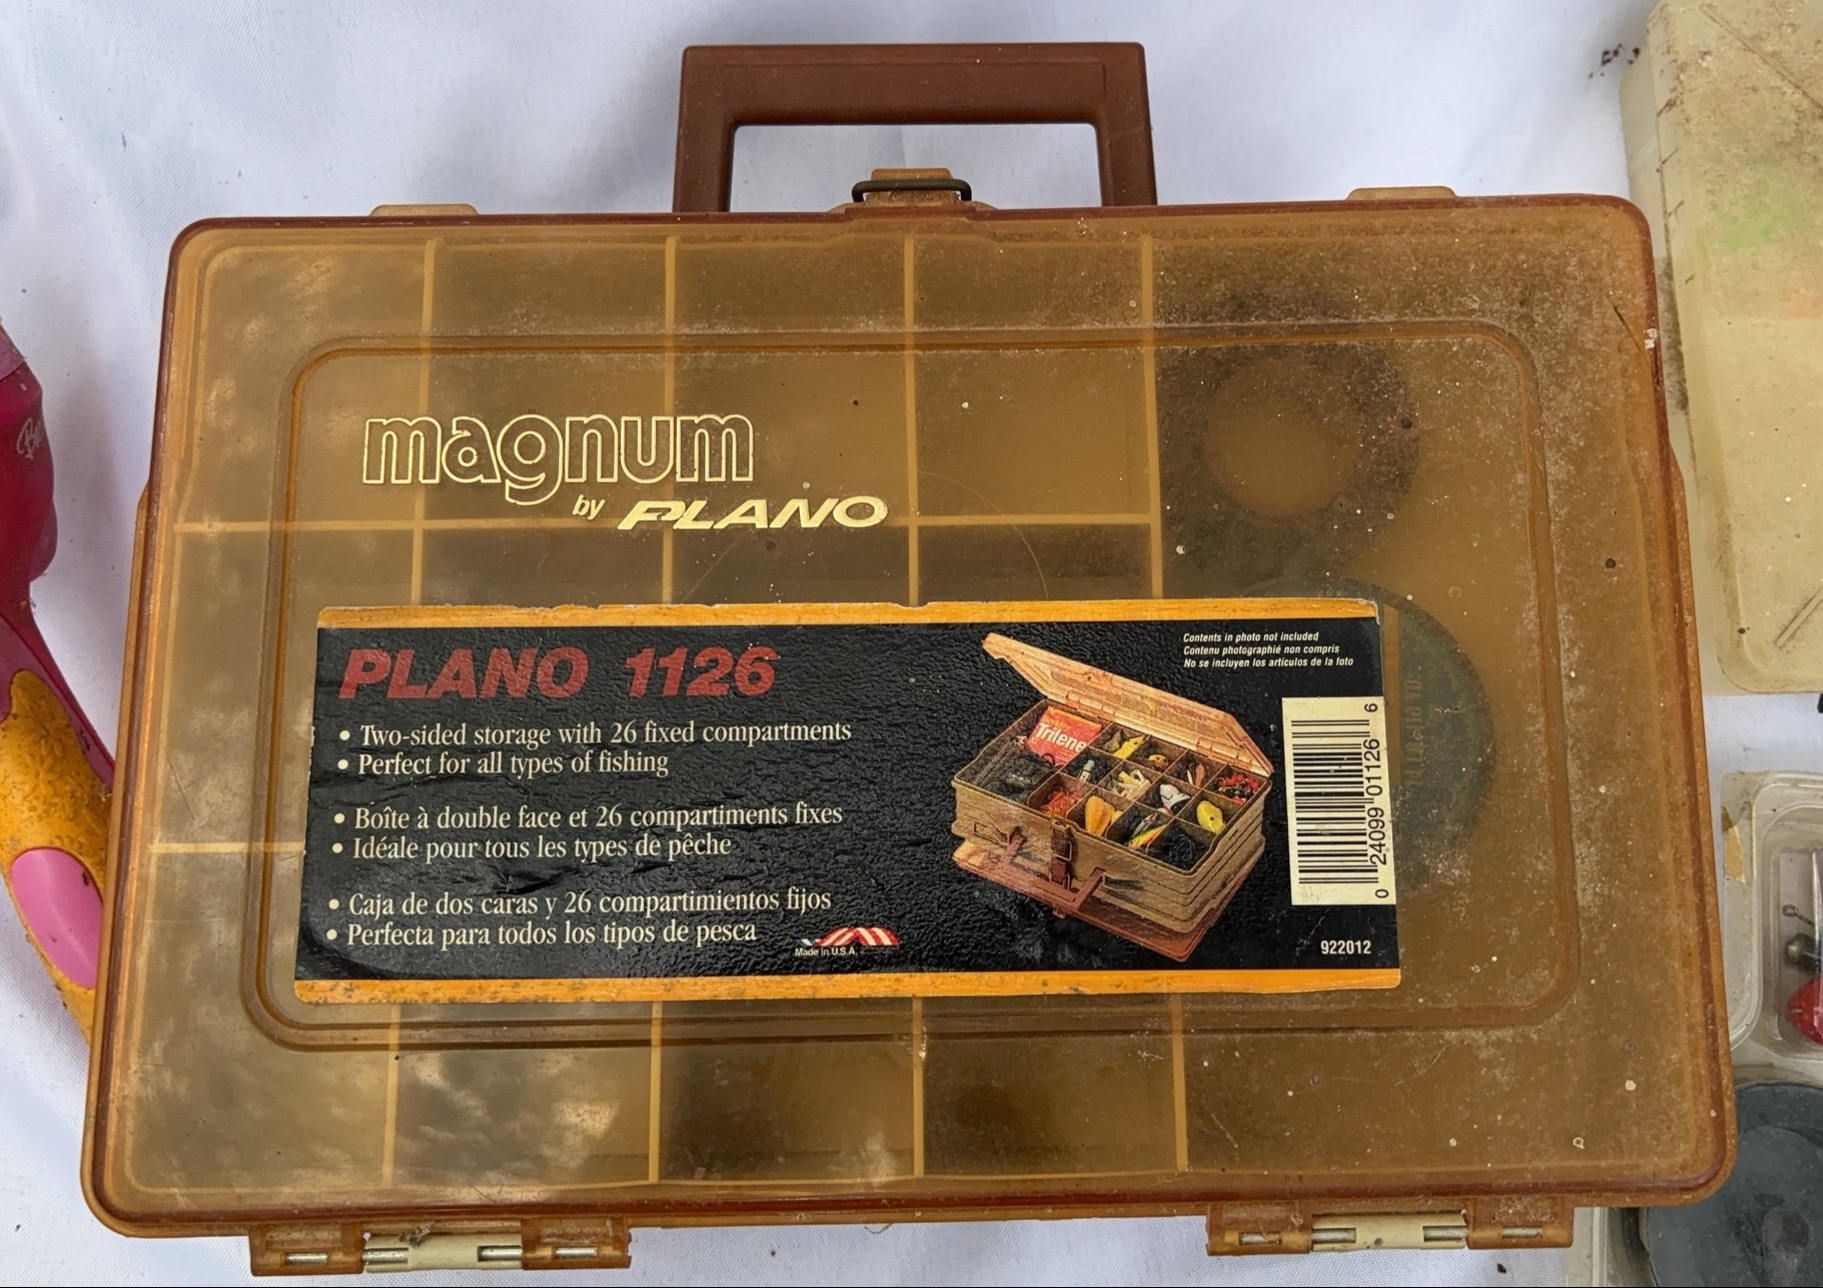 magnum
by PLANO
PLANO 1126
• Two-sided storage with 26 fixed compartments
• Perfect for all types of fishing
• Boîte à double face et 26 compartiments fixes
• Idéale pour tous les types de pêche
• Caja de dos caras y 26 compartimientos fijos
• Perfecta para todos los tipos de pesca
Made in U.S.A.
Contents in photo not included
Contenu photographié non compris
No se incluyen los artículos de la foto
Trilene
0 24099 01126 6
922012